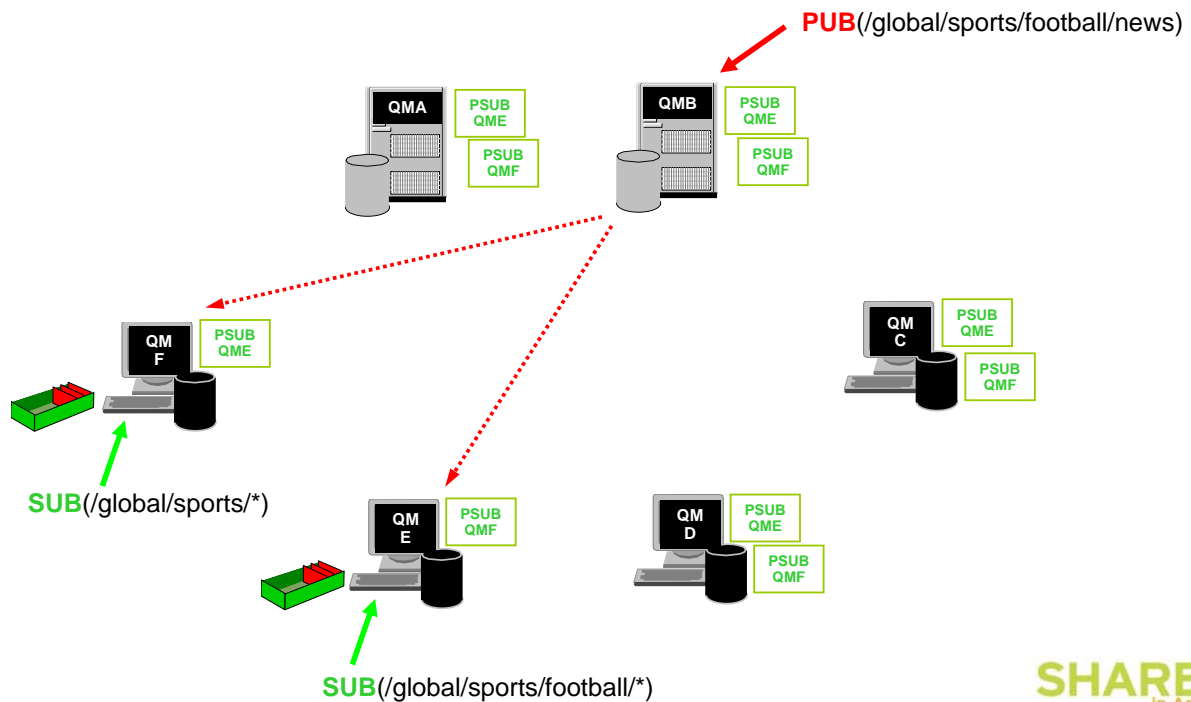 PUB(/global/sports/football/news)
QMA
PSUB
QME
PSUB
QMF
QMB
PSUB
QME
PSUB
QMF
QM
F
PSUB
QME
QM
C
PSUB
QME
PSUB
QMF
SUB(/global/sports/*)
QM
E
PSUB
QMF
QM
D
PSUB
QME
PSUB
QMF
SUB(/global/sports/football/*)
SHARE